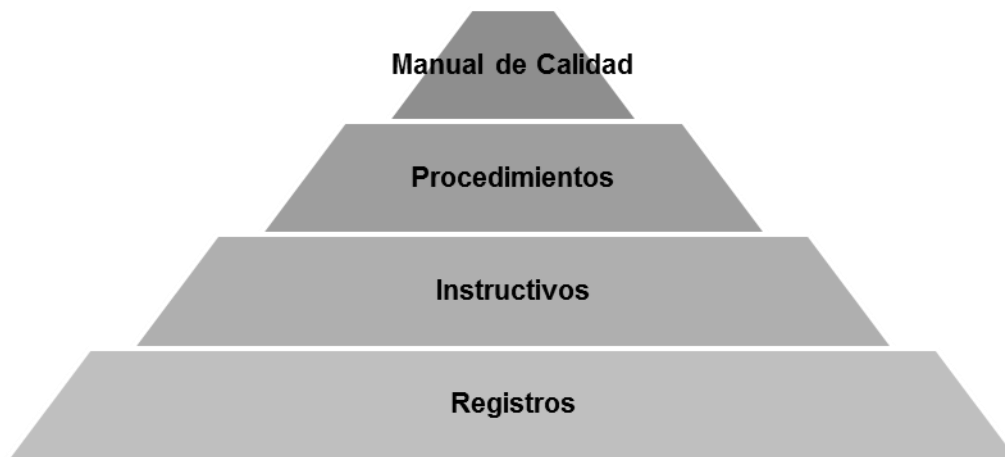 Manual de Calidad
Procedimientos
Instructivos
Registros